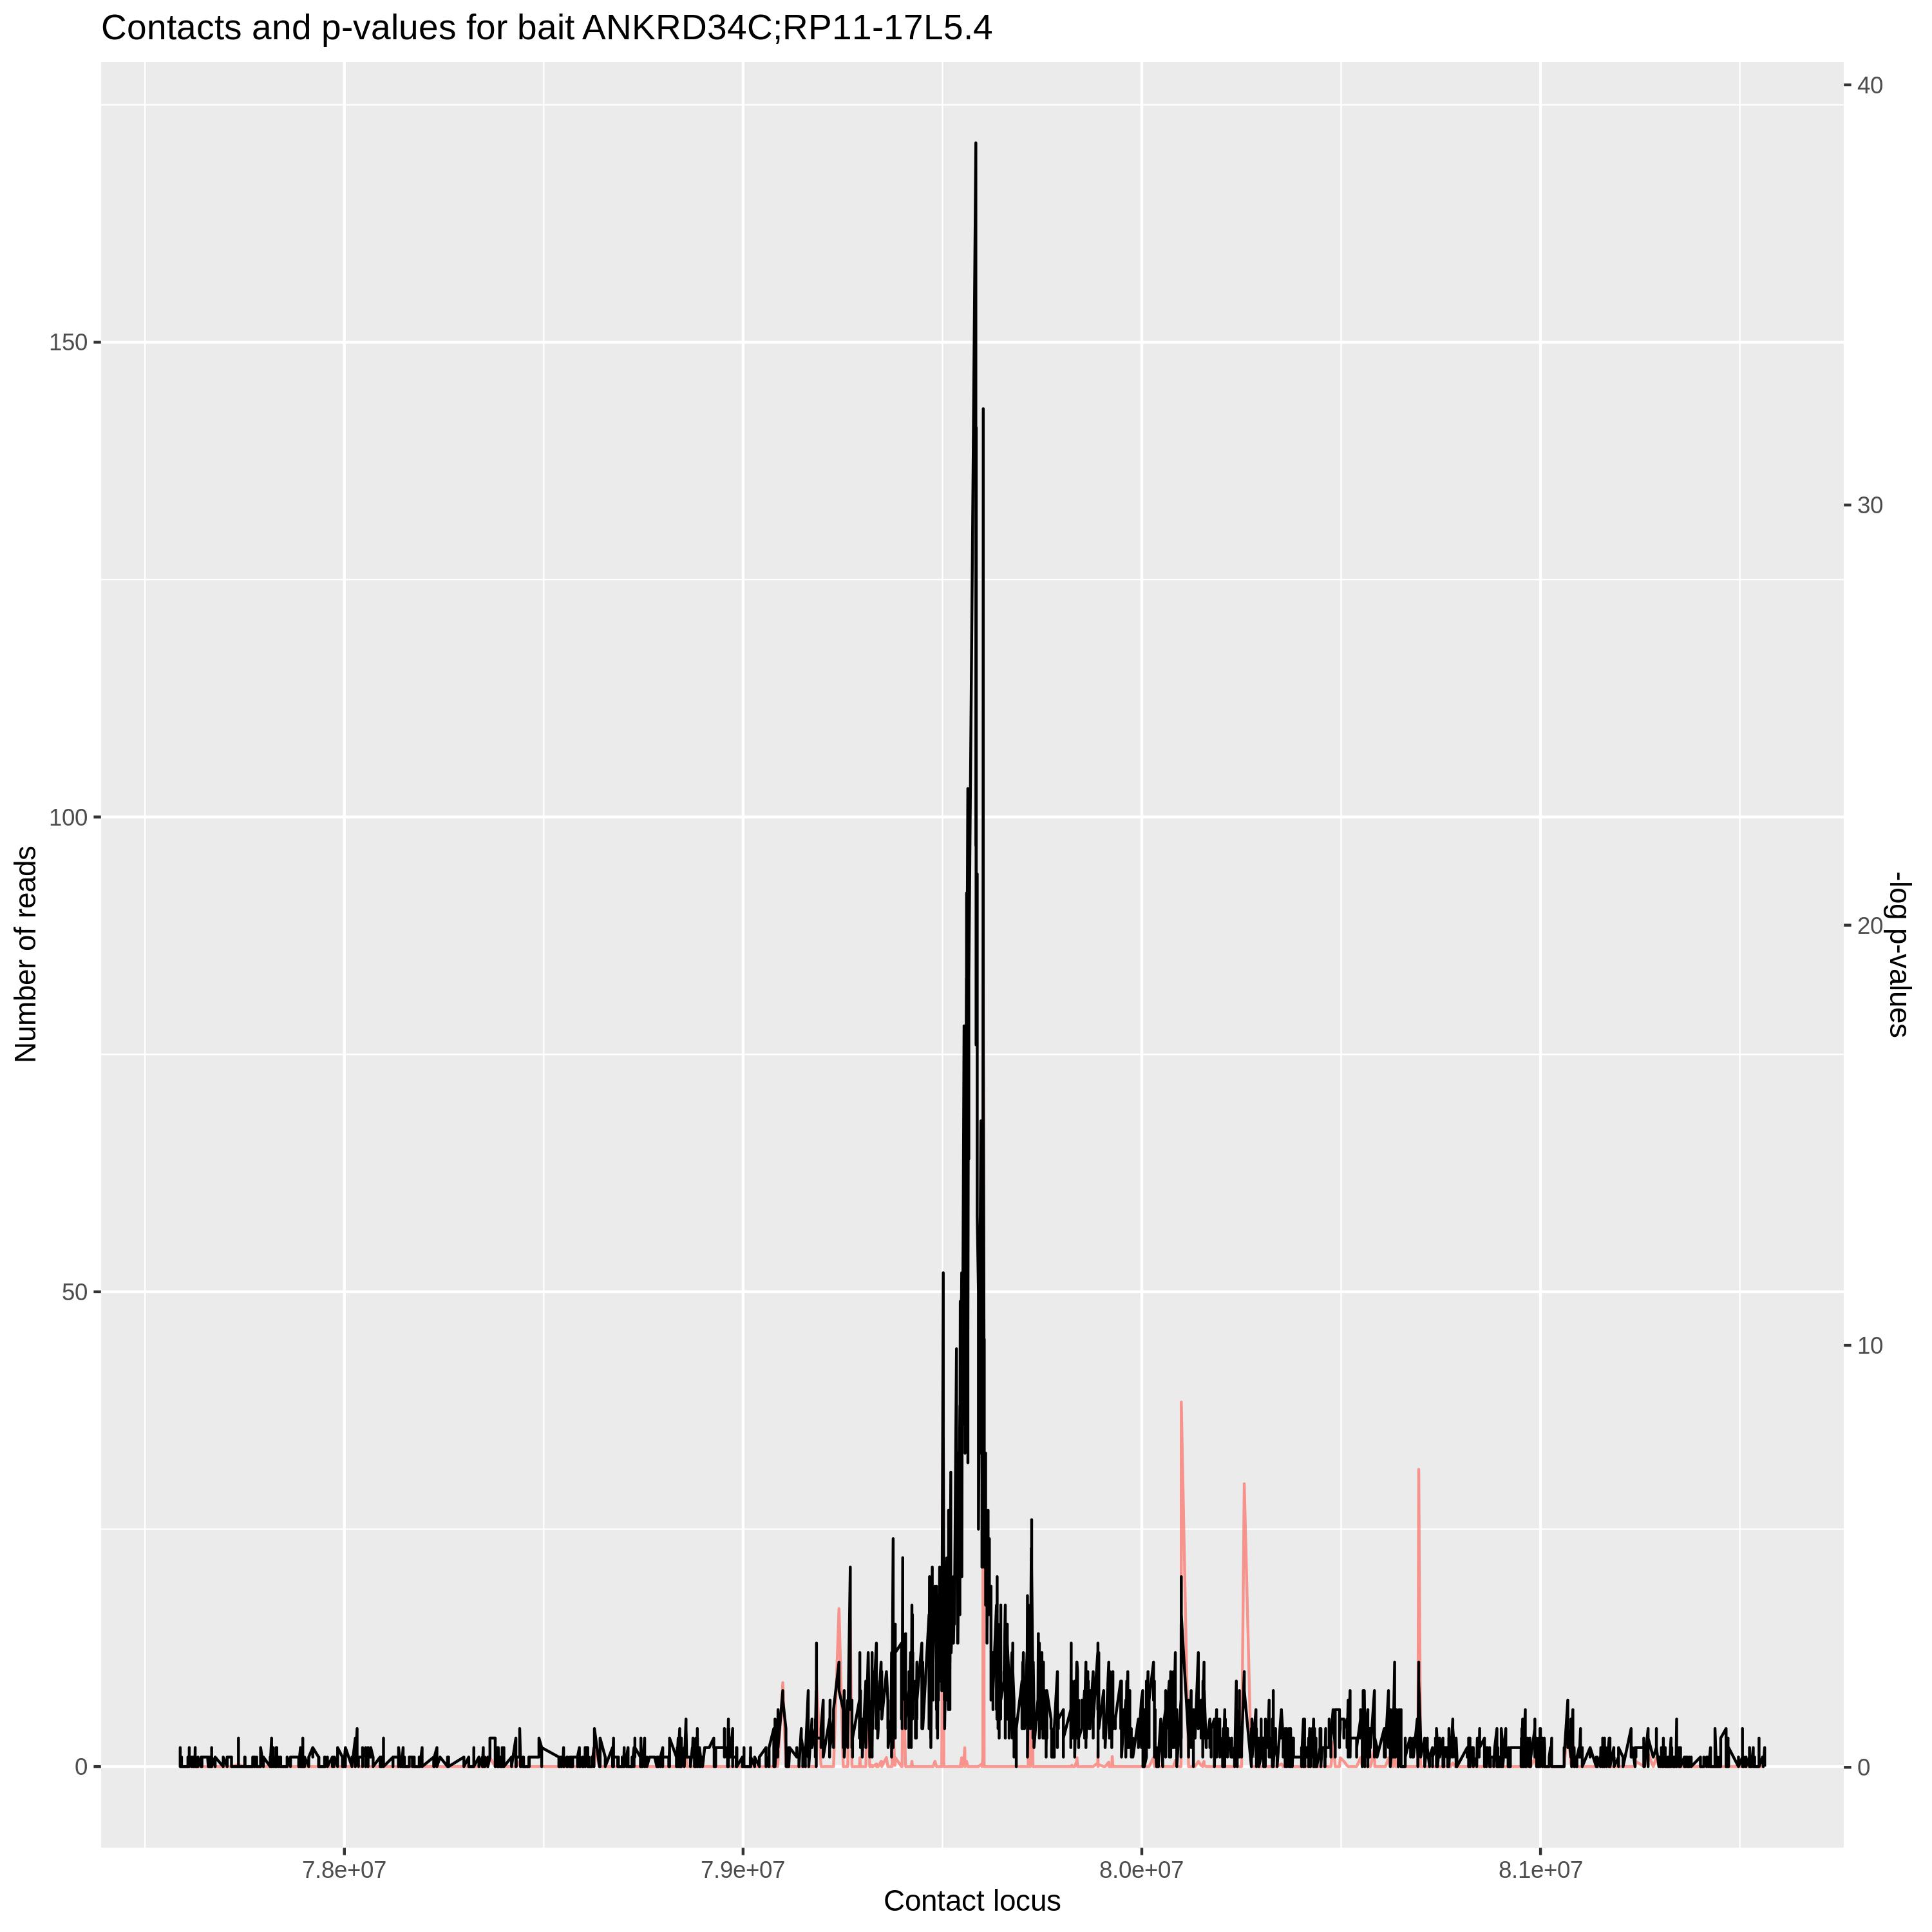 Contacts and p-values for bait ANKRD34C;RP11-17L5.4
40
150
30
100
Number of reads
20
-log p-values
50
10
0
0
7.8e+07
7.9e+07
8.0e+07
8.1e+07
Contact locus